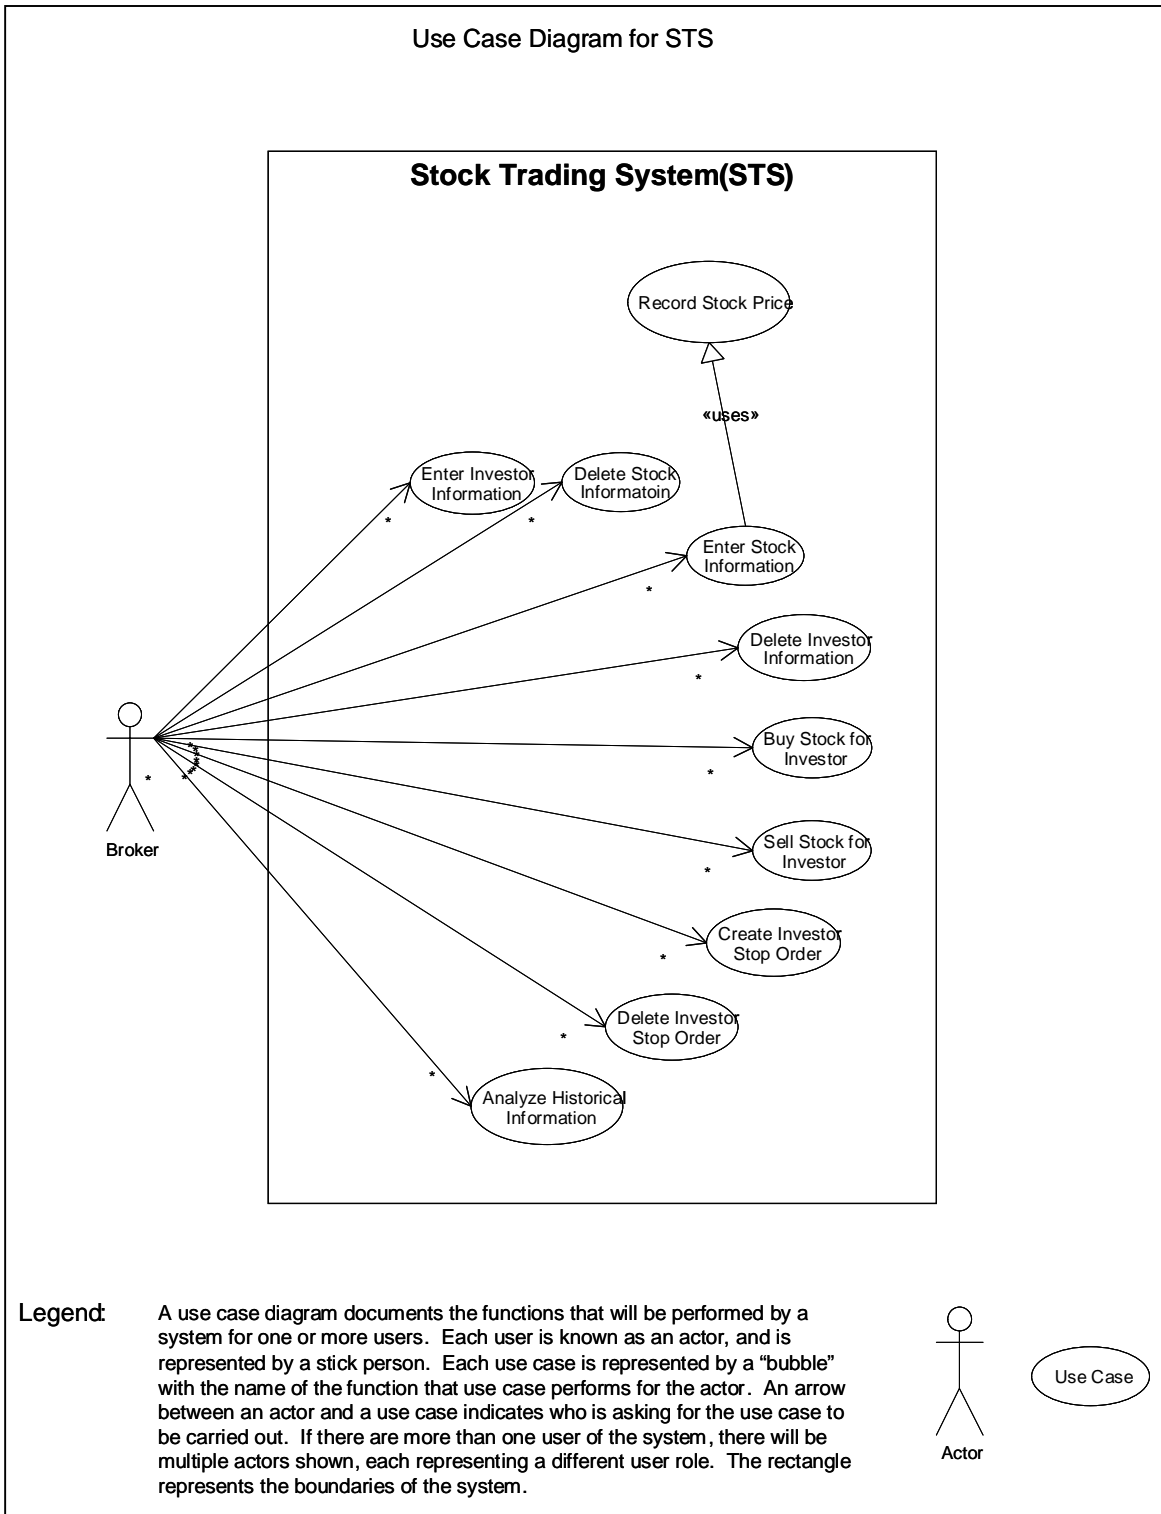 Use Case Diagram for STS
Stock Trading System(STS)
Record Stock Price
«uses»
Enter Investor
Information
*
Delete Stock
Informatoin
*
Enter Stock
Information
*
Delete Investor
Information
*
Buy Stock for
Investor
*
Sell Stock for
Investor
*
Create Investor
Stop Order
*
Delete Investor
Stop Order
*
Analyze Historical
Information
*
*
*
*
*
*
*
*
*
*
Broker
Legend:
A use case diagram documents the functions that will be performed by a
system for one or more users. Each user is known as an actor, and is
represented by a stick person. Each use case is represented by a “bubble”
with the name of the function that use case performs for the actor. An arrow
between an actor and a use case indicates who is asking for the use case to
be carried out. If there are more than one user of the system, there will be
multiple actors shown, each representing a different user role. The rectangle
represents the boundaries of the system.
Actor
Use Case